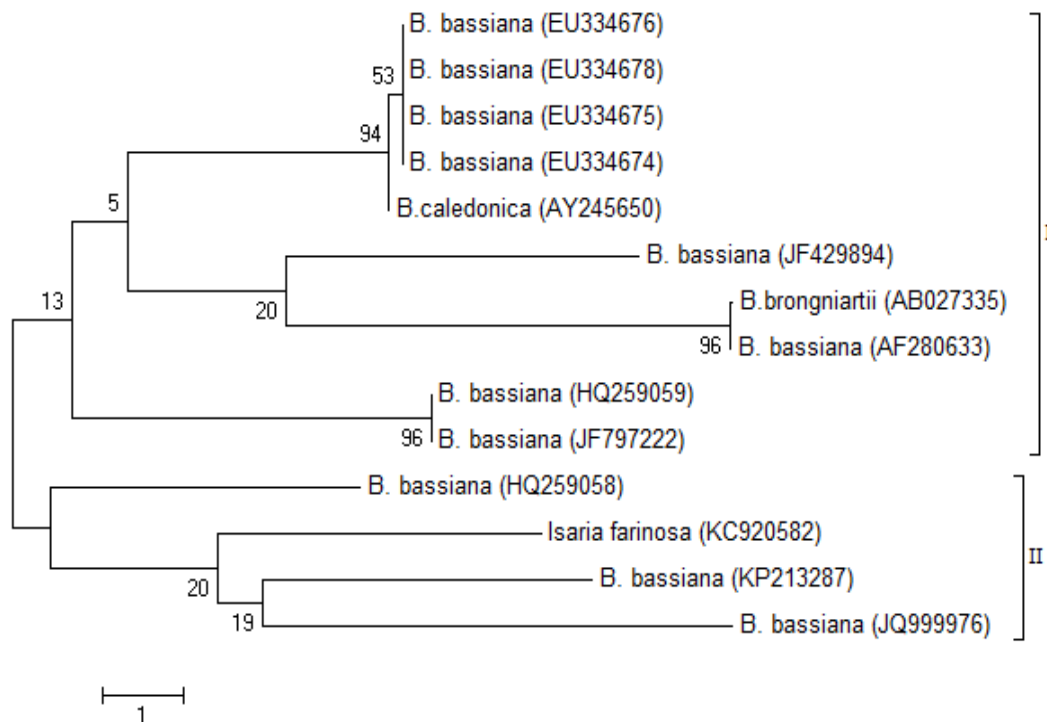 B. bassiana (EU334676)
53
B. bassiana (EU334678)
B. bassiana (EU334675)
94
B. bassiana (EU334674)
5
B.caledonica (AY245650)
I
B. bassiana (JF429894)
13
20
B.brongniartii (AB027335)
96
B. bassiana (AF280633)
B. bassiana (HQ259059)
96
B. bassiana (JF797222)
B. bassiana (HQ259058)
Isaria farinosa (KC920582)
II
20
B. bassiana (KP213287)
19
B. bassiana (JQ999976)
1